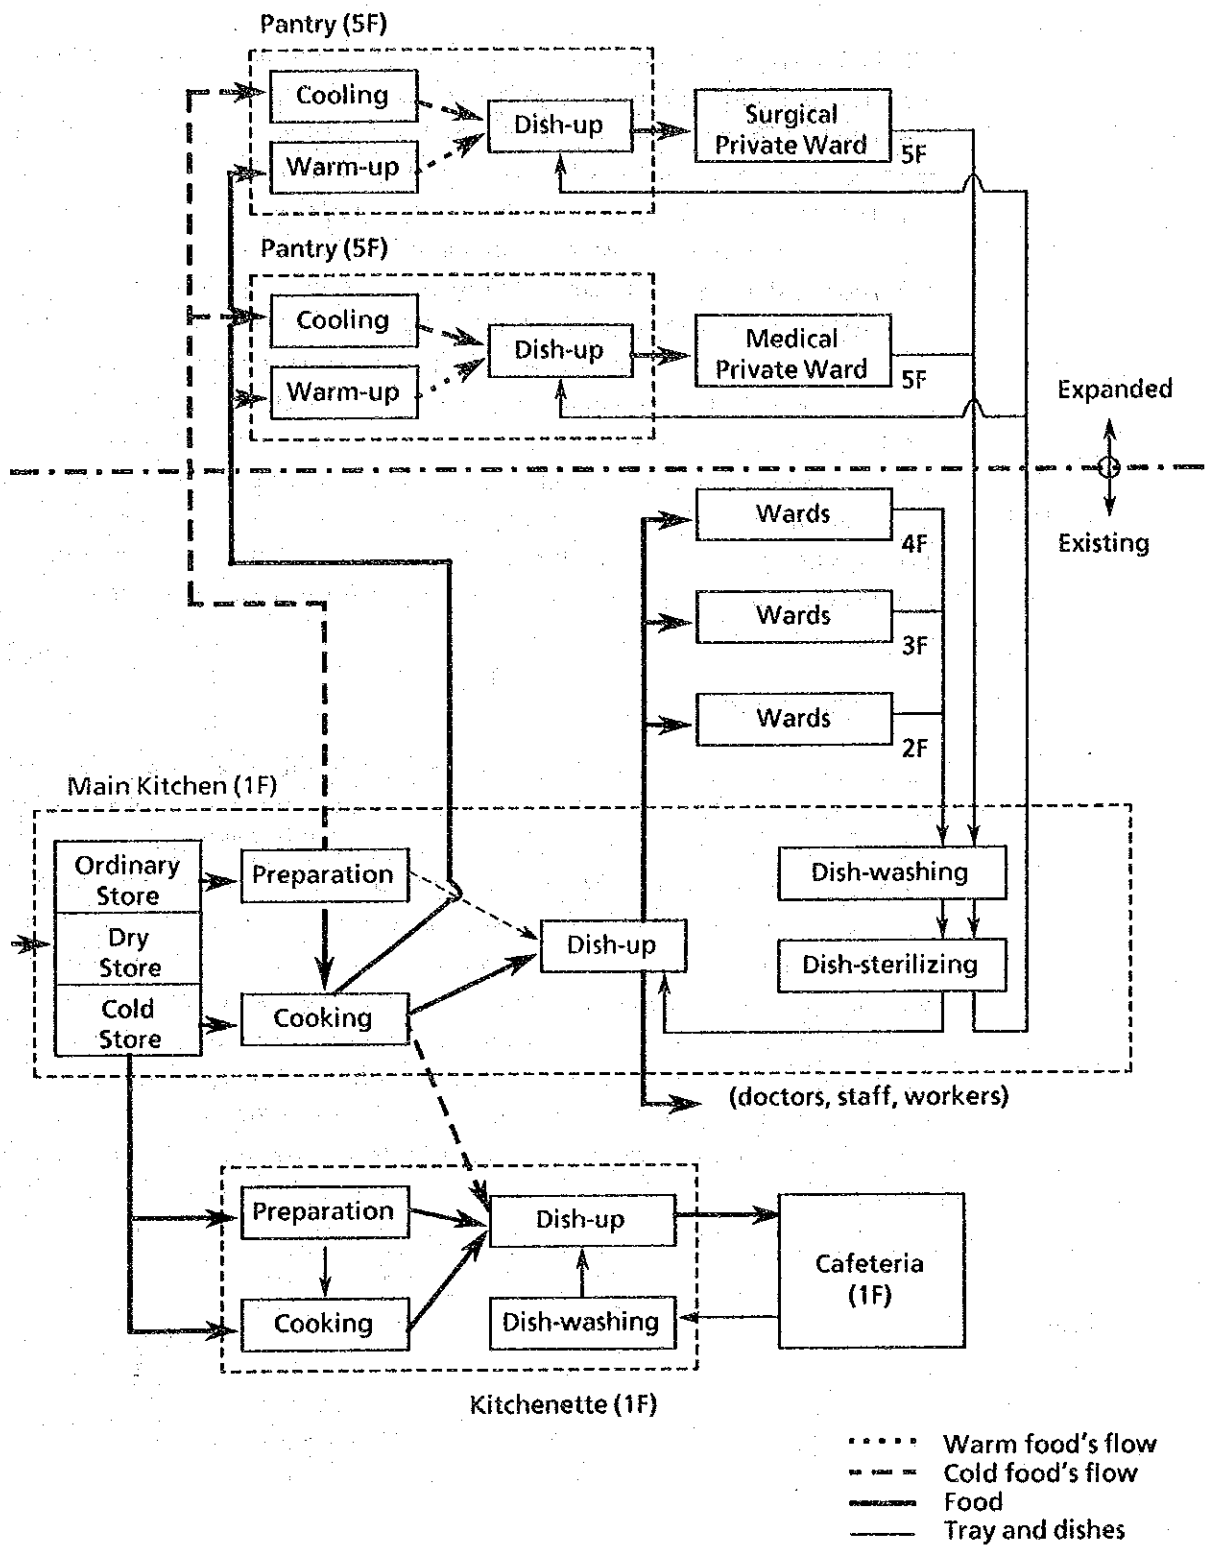 Pantry (5F)
Cooling
Warm-up
Dish-up
Surgical
Private Ward
5F
Pantry (5F)
Cooling
Warm-up
Dish-up
Medical
Private Ward
5F
Expanded
Existing
Wards
4F
Wards
3F
Wards
2F
Main Kitchen (1F)
Ordinary
Store
Dry
Store
Cold
Store
Preparation
Cooking
Dish-up
Dish-washing
Dish-sterilizing
(doctors, staff, workers)
Preparation
Cooking
Dish-up
Dish-washing
Cafeteria
(1F)
Kitchenette (1F)
Warm food's flow
Cold food's flow
Food
Tray and dishes